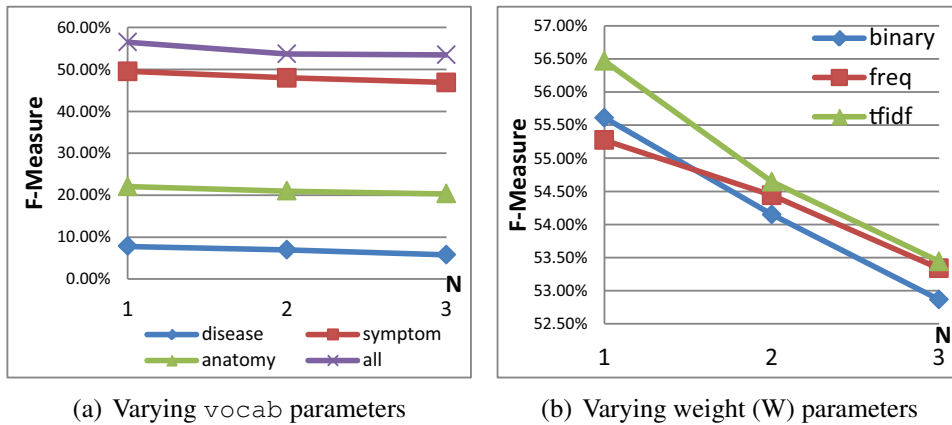 60.00%
50.00%
40.00%
30.00%
20.00%
10.00%
0.00%
F-Measure
N
1 2 3
disease symptom
anatomy all
(a) Varying vocab parameters
57.00%
56.50%
56.00%
55.50%
55.00%
54.50%
54.00%
53.50%
53.00%
52.50%
F-Measure
binary
freq
tfidf
N
1 2 3
(b) Varying weight (W) parameters